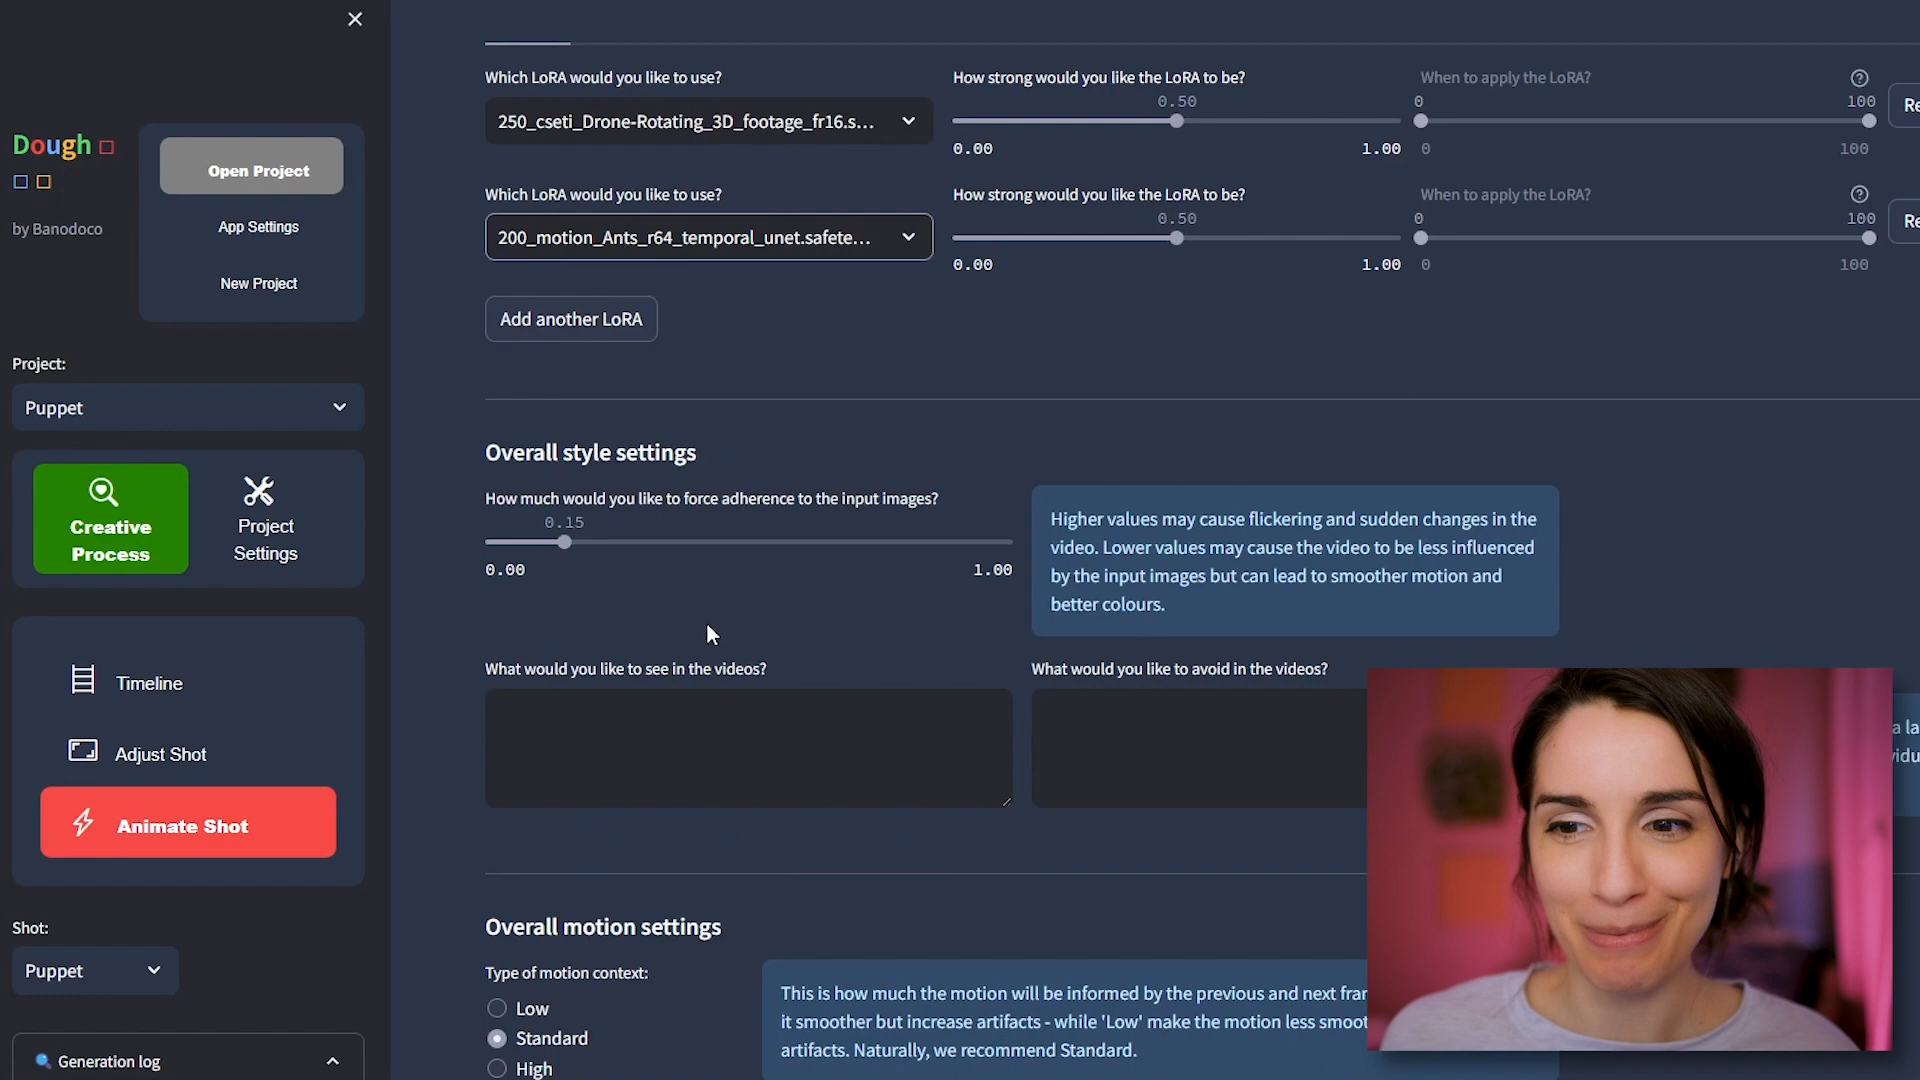 Dough
by Banodoco
Open Project
App Settings
New Project
Project:
Puppet
Creative
Process
Project
Settings
Timeline
Adjust Shot
Animate Shot
Shot:
Puppet
Generation log
Which LoRA would you like to use?
250_cseti_Drone-Rotating_3D_footage_fr16.s...
How strong would you like the LoRA to be?
0.50
0.00 1.00
When to apply the LoRA?
0 100
0 100
Re
Which LoRA would you like to use?
200_motion_Ants_r64_temporal_unet.safete...
How strong would you like the LoRA to be?
0.50
0.00 1.00
When to apply the LoRA?
0 100
0 100
Re
Add another LoRA
Overall style settings
How much would you like to force adherence to the input images?
0.15
0.00 1.00
Higher values may cause flickering and sudden changes in the
video. Lower values may cause the video to be less influenced
by the input images but can lead to smoother motion and
better colours.
What would you like to see in the videos?
What would you like to avoid in the videos?
a la
vidu
Overall motion settings
Type of motion context:
Low
Standard
High
This is how much the motion will be informed by the previous and next fran
it smoother but increase artifacts - while 'Low' make the motion less smoot
artifacts. Naturally, we recommend Standard.